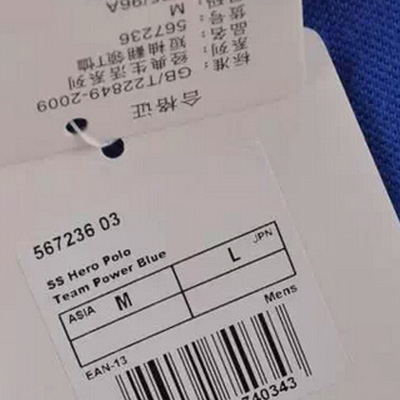 合格证
标准: GB/T22849-2009
系列: 经典生活系列
品名: 短袖翻领T恤
货号: 567236
M
/96A
567236 03
SS Hero Polo
Team Power Blue
ASIA M L JPN
Mens
EAN-13
740343